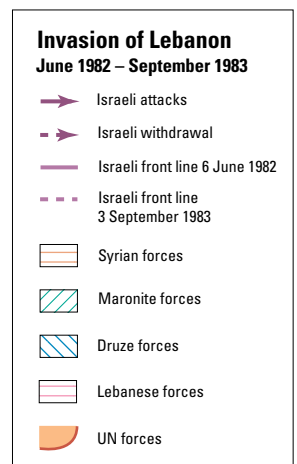 Invasion of Lebanon
June 1982 – September 1983
Israeli attacks
Israeli withdrawal
Israeli front line 6 June 1982
Israeli front line
3 September 1983
Syrian forces
Maronite forces
Druze forces
Lebanese forces
UN forces